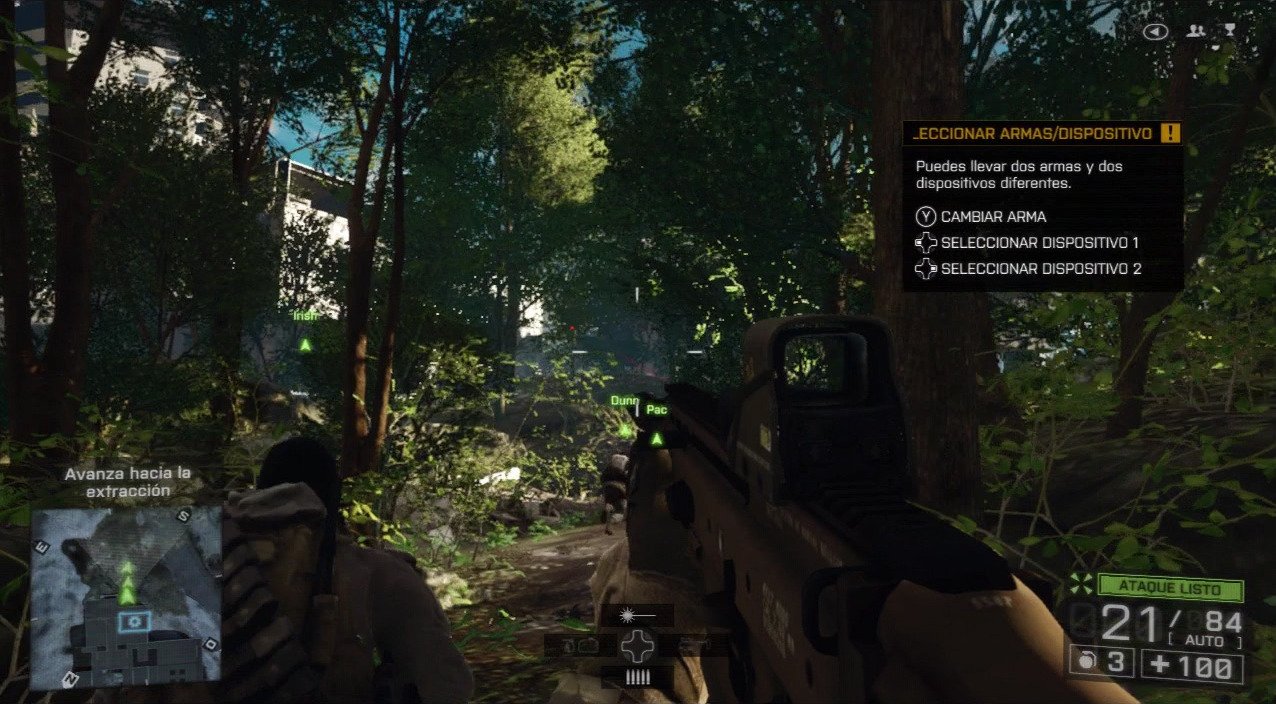 .ECCIONAR ARMAS/DISPOSITIVO !
Puedes llevar dos armas y dos
dispositivos diferentes.
Y CAMBIAR ARMA
SELECCIONAR DISPOSITIVO 1
SELECCIONAR DISPOSITIVO 2
Irish
Dunn
Pac
Avanza hacia la
extracción
S
E
O
N
ATAQUE LISTO
21 / 84
[ AUTO ]
3
+ 100